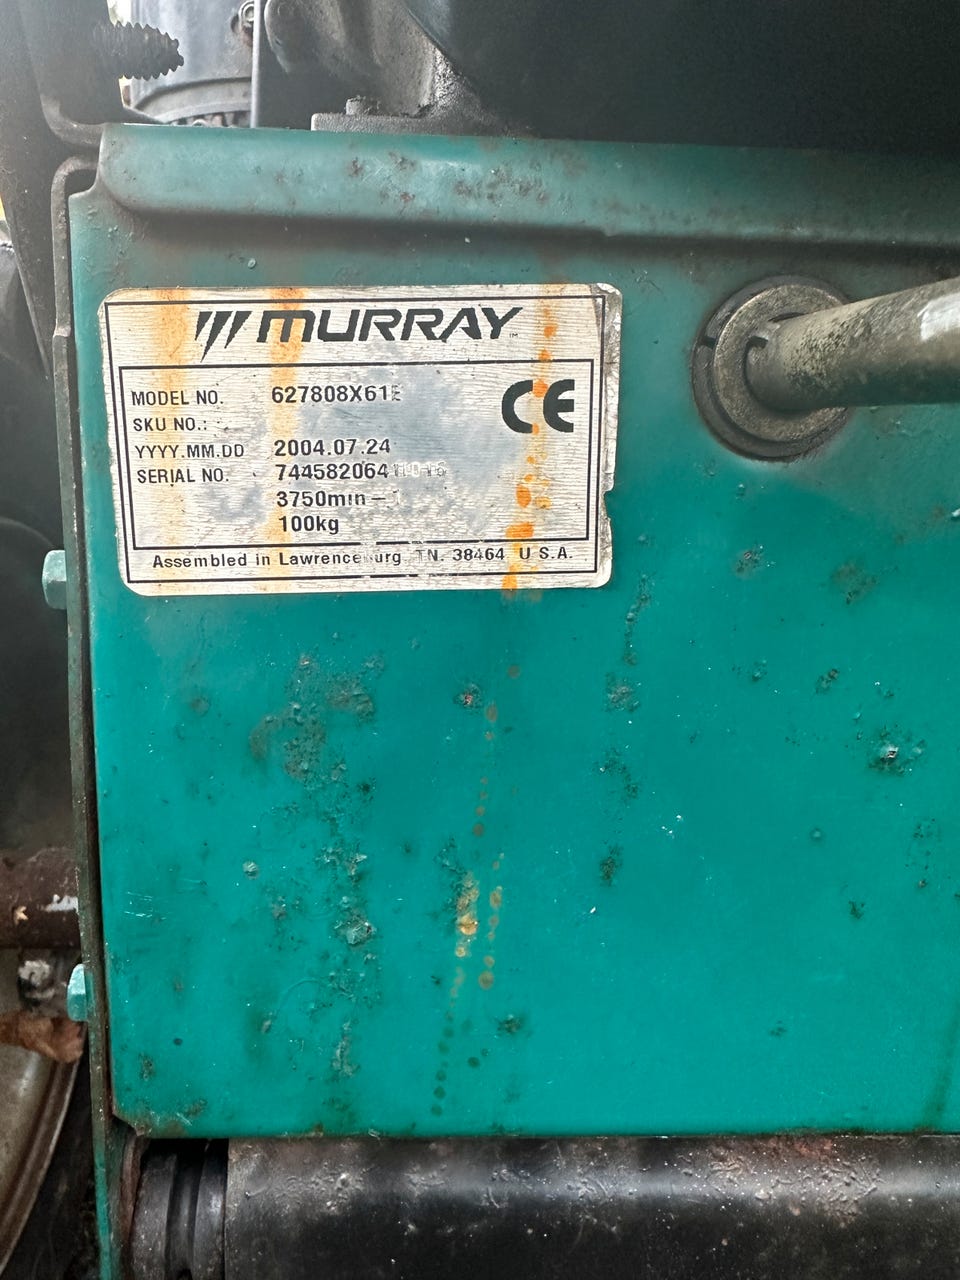 MURRAY
MODEL NO. 627808X61E
SKU NO.:
YYYY.MM.DD 2004.07.24
SERIAL NO. 744582064
3750min-
100kg
CE
Assembled in Lawrenceburg TN. 38464 U.S.A.